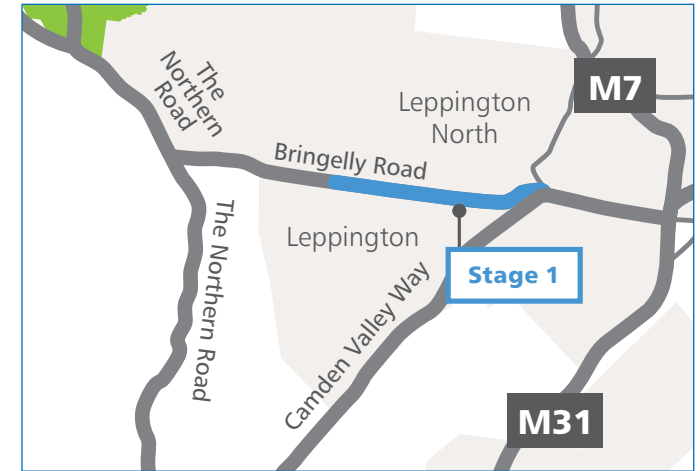 The
Northern
Road
M7
Leppington
North
Bringelly Road
Leppington
The Northern Road
Stage 1
Camden Valley Way
M31